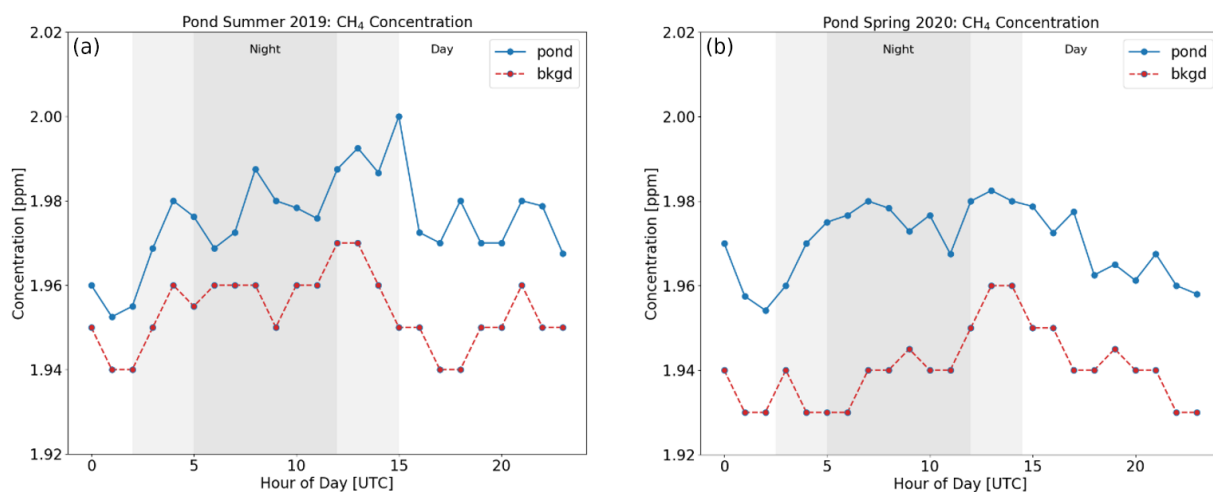 Pond Summer 2019: CH₄ Concentration
(a)
Night
Day
pond
bkgd
2.02
2.00
1.98
1.96
1.94
1.92
Concentration [ppm]
0
5
10
15
20
Hour of Day [UTC]
Pond Spring 2020: CH₄ Concentration
(b)
Night
Day
pond
bkgd
2.02
2.00
1.98
1.96
1.94
1.92
Concentration [ppm]
0
5
10
15
20
Hour of Day [UTC]